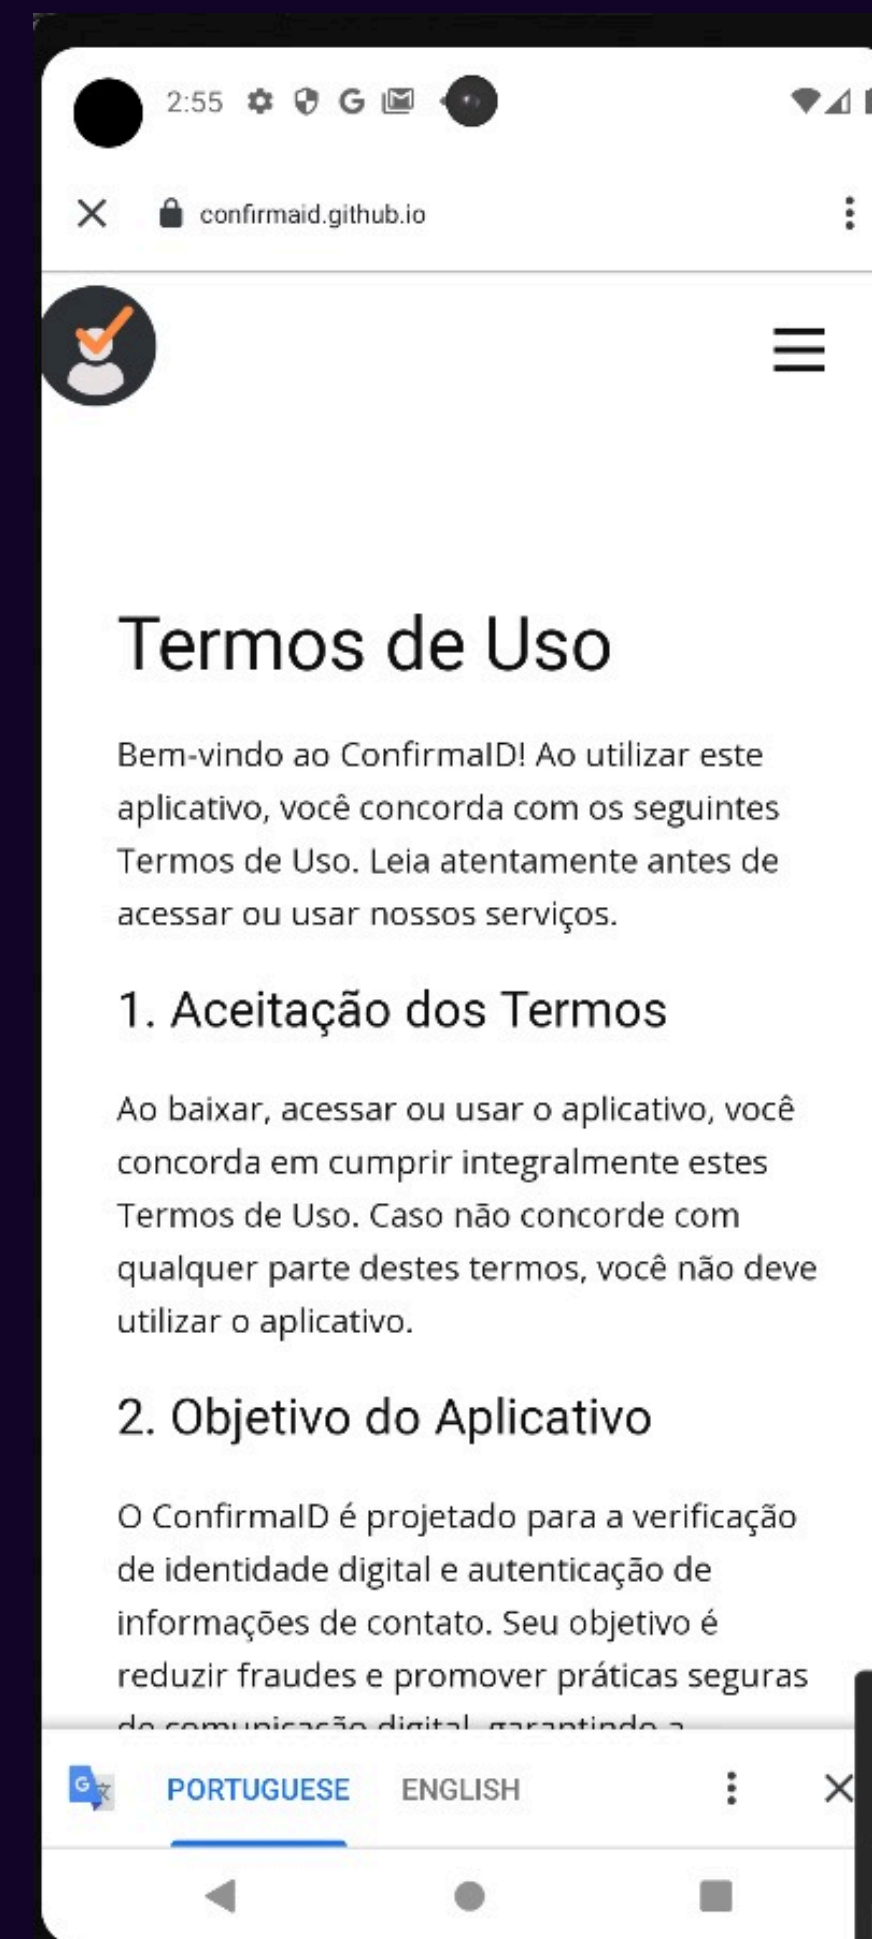 2:55
confirmaid.github.io
Termos de Uso
Bem-vindo ao ConfirmaID! Ao utilizar este
aplicativo, você concorda com os seguintes
Termos de Uso. Leia atentamente antes de
acessar ou usar nossos serviços.
1. Aceitação dos Termos
Ao baixar, acessar ou usar o aplicativo, você
concorda em cumprir integralmente estes
Termos de Uso. Caso não concorde com
qualquer parte destes termos, você não deve
utilizar o aplicativo.
2. Objetivo do Aplicativo
O ConfirmaID é projetado para a verificação
de identidade digital e autenticação de
informações de contato. Seu objetivo é
reduzir fraudes e promover práticas seguras
de comunicação digital, garantindo a
PORTUGUESE ENGLISH